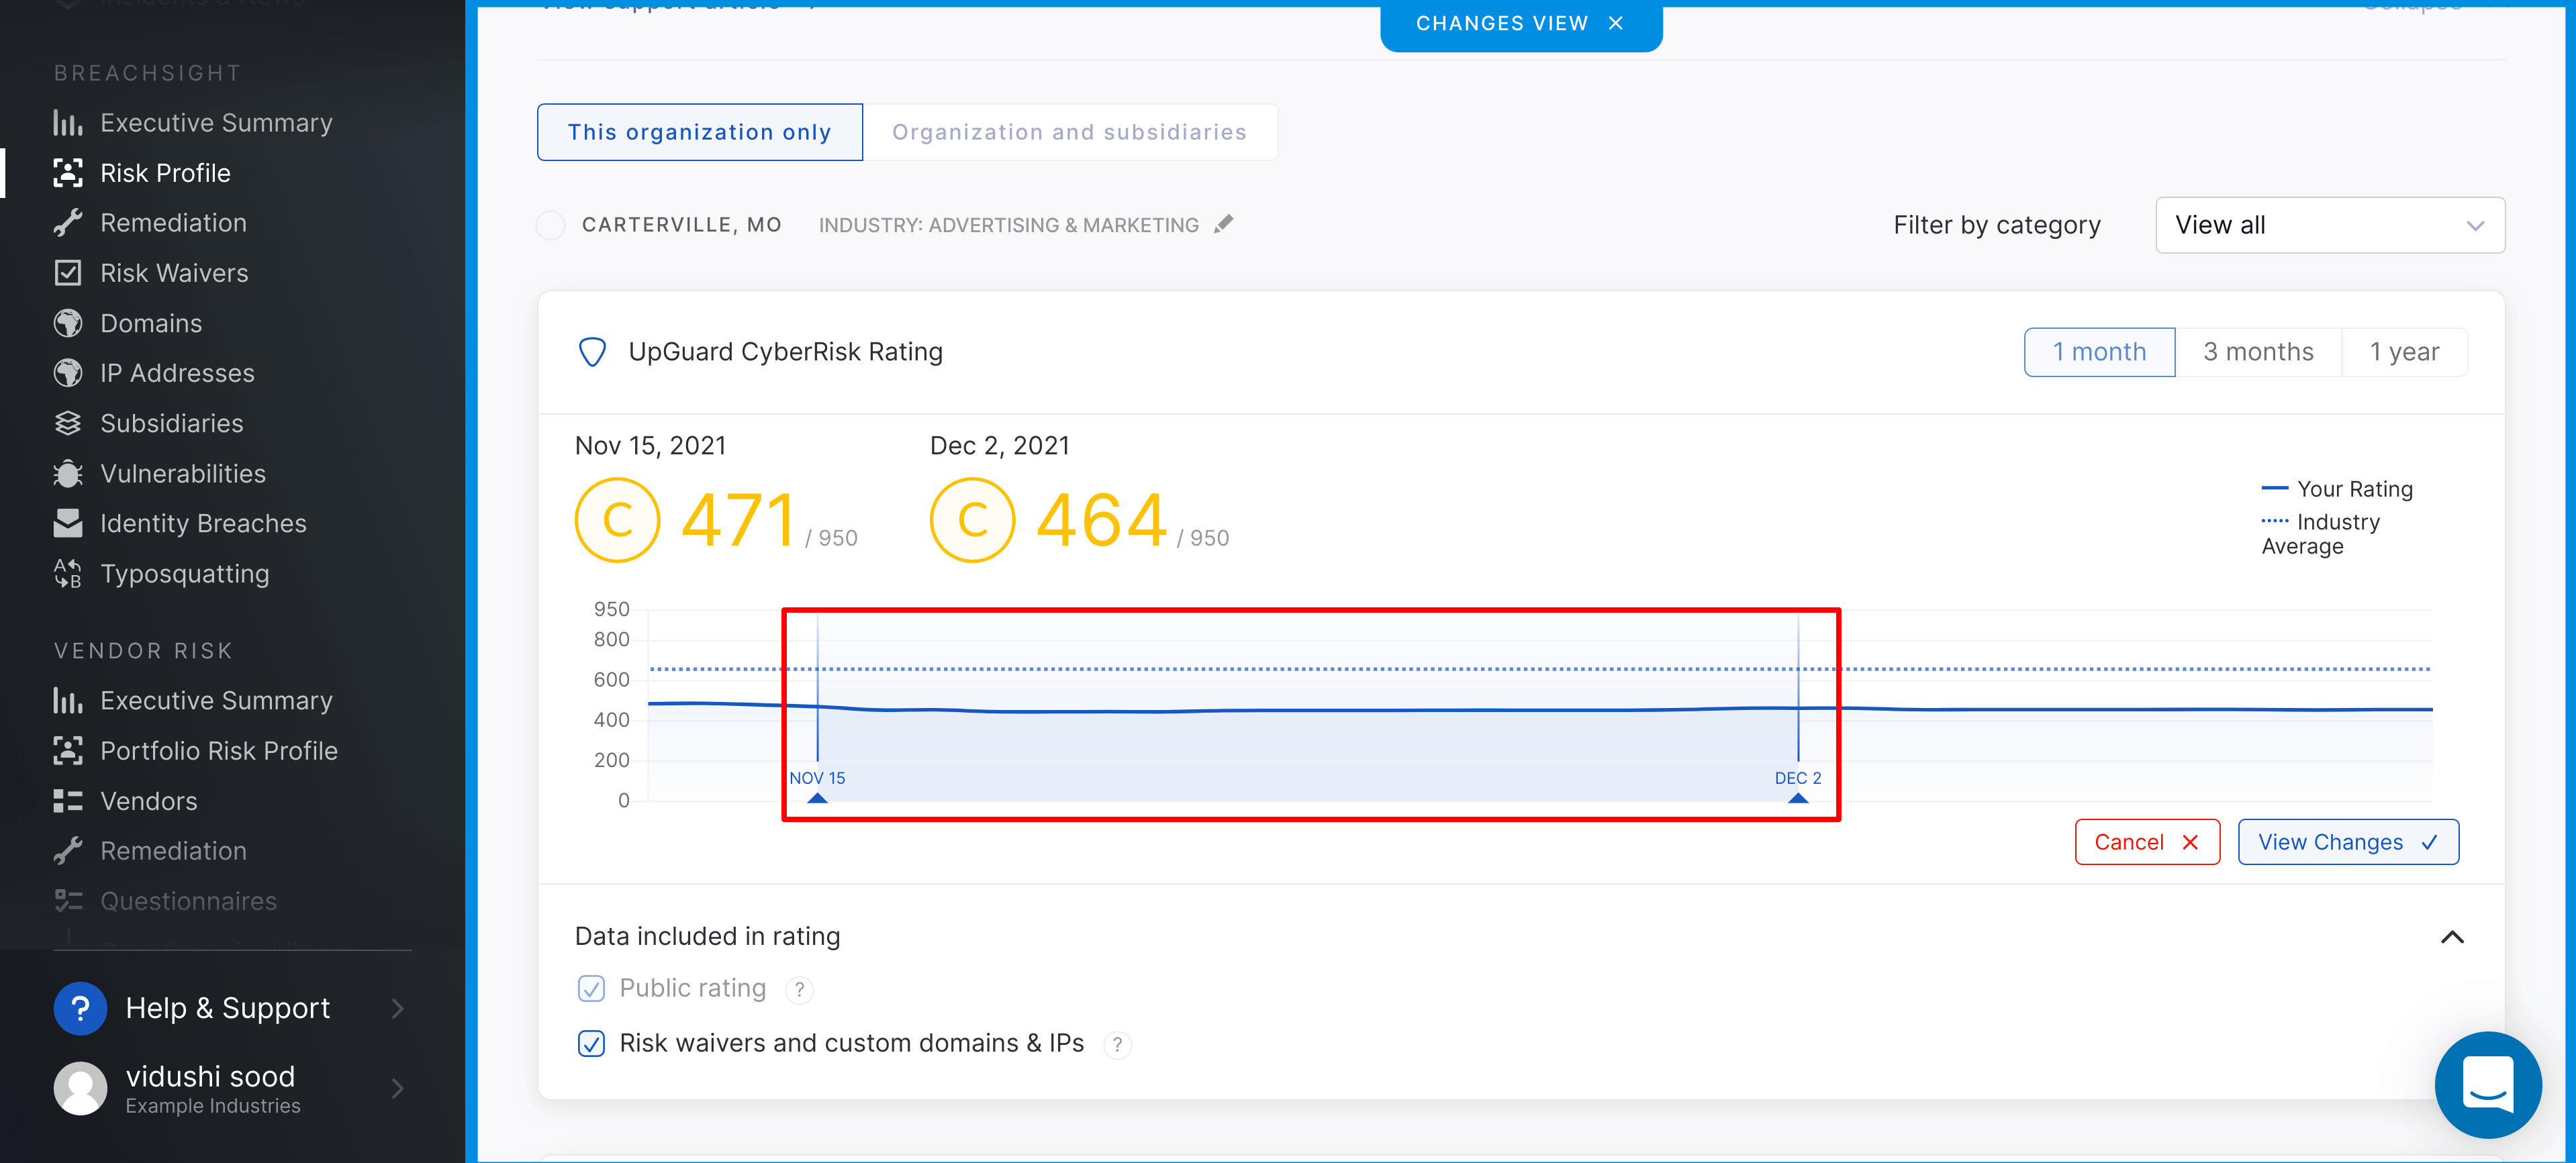 BREACHSIGHT
Executive Summary
Risk Profile
Remediation
Risk Waivers
Domains
IP Addresses
Subsidiaries
Vulnerabilities
Identity Breaches
Typosquatting
VENDOR RISK
Executive Summary
Portfolio Risk Profile
Vendors
Remediation
Questionnaires
? Help & Support
vidushi sood
Example Industries
CHANGES VIEW ×
This organization only
Organization and subsidiaries
CARTERVILLE, MO
INDUSTRY: ADVERTISING & MARKETING
Filter by category
View all
UpGuard CyberRisk Rating
1 month
3 months
1 year
Nov 15, 2021
C 471 / 950
Dec 2, 2021
C 464 / 950
Your Rating
Industry
Average
950
800
600
400
200
0
NOV 15
DEC 2
Cancel ×
View Changes ✓
Data included in rating
Public rating ?
Risk waivers and custom domains & IPs ?